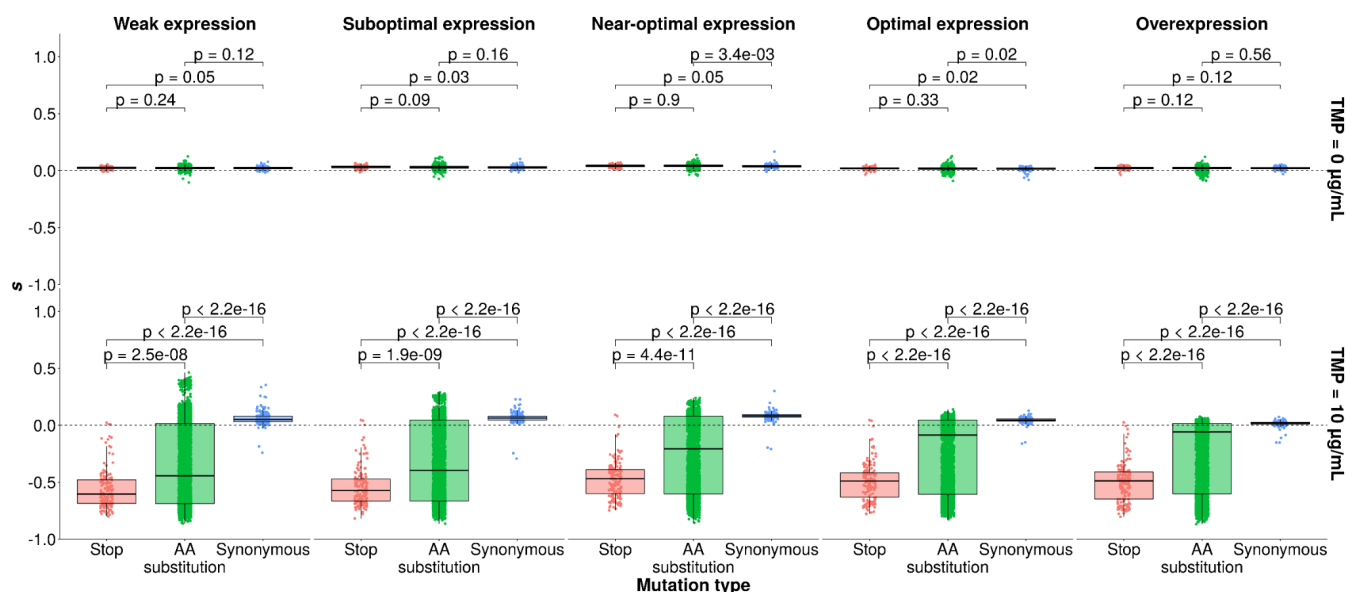 Weak expression
Suboptimal expression
Near-optimal expression
Optimal expression
Overexpression
1.0
0.5
0.0
-0.5
-1.0
p = 0.12
p = 0.05
p = 0.24
p = 0.16
p = 0.03
p = 0.09
p = 3.4e-03
p = 0.05
p = 0.9
p = 0.02
p = 0.02
p = 0.33
p = 0.56
p = 0.12
p = 0.12
TMP = 0 µg/mL
s
1.0
0.5
0.0
-0.5
-1.0
p < 2.2e-16
p < 2.2e-16
p = 2.5e-08
p < 2.2e-16
p < 2.2e-16
p = 1.9e-09
p < 2.2e-16
p < 2.2e-16
p = 4.4e-11
p < 2.2e-16
p < 2.2e-16
p < 2.2e-16
p < 2.2e-16
p < 2.2e-16
p < 2.2e-16
TMP = 10 µg/mL
Stop
AA
substitution
Synonymous
Stop
AA
substitution
Synonymous
Stop
AA
substitution
Synonymous
Stop
AA
substitution
Synonymous
Stop
AA
substitution
Synonymous
Mutation type